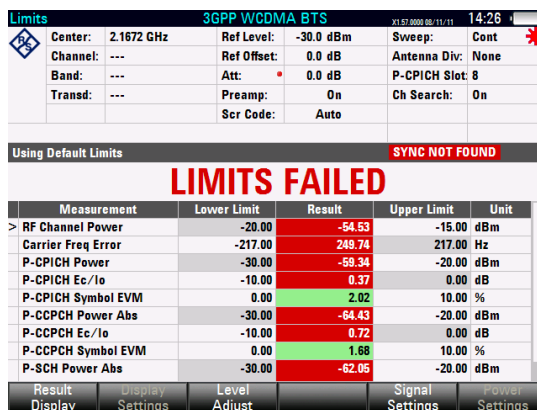 Limits 3GPP WCDMA BTS X1.57.0000 08/11/11 14:26
R&S
Center: 2.1672 GHz Ref Level: -30.0 dBm Sweep: Cont
Channel: --- Ref Offset: 0.0 dB Antenna Div: None
Band: --- Att: 0.0 dB P-CPICH Slot: 8
Transd: --- Preamp: On Ch Search: On
Scr Code: Auto
Using Default Limits SYNC NOT FOUND
LIMITS FAILED
Measurement Lower Limit Result Upper Limit Unit
> RF Channel Power -20.00 -54.53 -15.00 dBm
Carrier Freq Error -217.00 249.74 217.00 Hz
P-CPICH Power -30.00 -59.34 -20.00 dBm
P-CPICH Ec/Io -10.00 0.37 0.00 dB
P-CPICH Symbol EVM 0.00 2.02 10.00 %
P-CCPCH Power Abs -30.00 -64.43 -20.00 dBm
P-CCPCH Ec/Io -10.00 0.72 0.00 dB
P-CCPCH Symbol EVM 0.00 1.68 10.00 %
P-SCH Power Abs -30.00 -62.05 -20.00 dBm
Result Display Level Signal Power
Display Settings Adjust Settings Settings